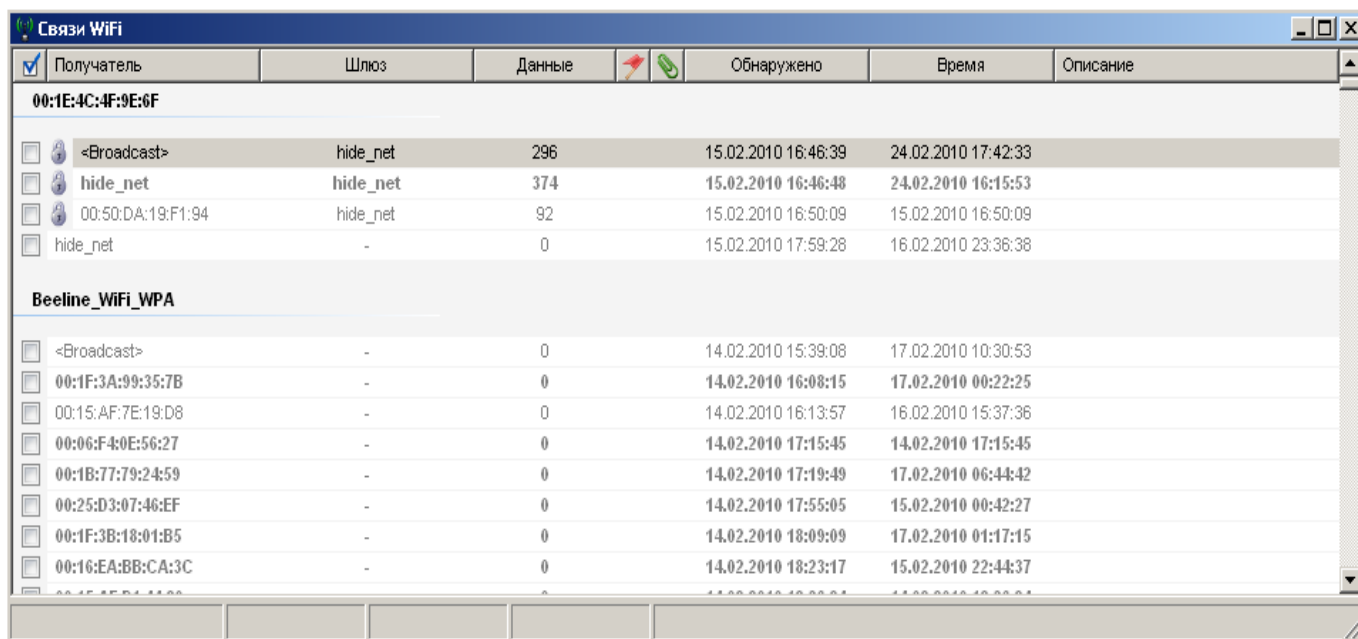 Связи WiFi
Получатель Шлюз Данные Обнаружено Время Описание
00:1E:4C:4F:9E:6F
<Broadcast> hide_net 296 15.02.2010 16:46:39 24.02.2010 17:42:33
hide_net hide_net 374 15.02.2010 16:46:48 24.02.2010 16:15:53
00:50:DA:19:F1:94 hide_net 92 15.02.2010 16:50:09 15.02.2010 16:50:09
hide_net - 0 15.02.2010 17:59:28 16.02.2010 23:36:38
Beeline_WiFi_WPA
<Broadcast> - 0 14.02.2010 15:39:08 17.02.2010 10:30:53
00:1F:3A:99:35:7B - 0 14.02.2010 16:08:15 17.02.2010 00:22:25
00:15:AF:7E:19:D8 - 0 14.02.2010 16:13:57 16.02.2010 15:37:36
00:06:F4:0E:56:27 - 0 14.02.2010 17:15:45 14.02.2010 17:15:45
00:1B:77:79:24:59 - 0 14.02.2010 17:19:49 17.02.2010 06:44:42
00:25:D3:07:46:EF - 0 14.02.2010 17:55:05 15.02.2010 00:42:27
00:1F:3B:18:01:B5 - 0 14.02.2010 18:09:09 17.02.2010 01:17:15
00:16:EA:BB:CA:3C - 0 14.02.2010 18:23:17 15.02.2010 22:44:37